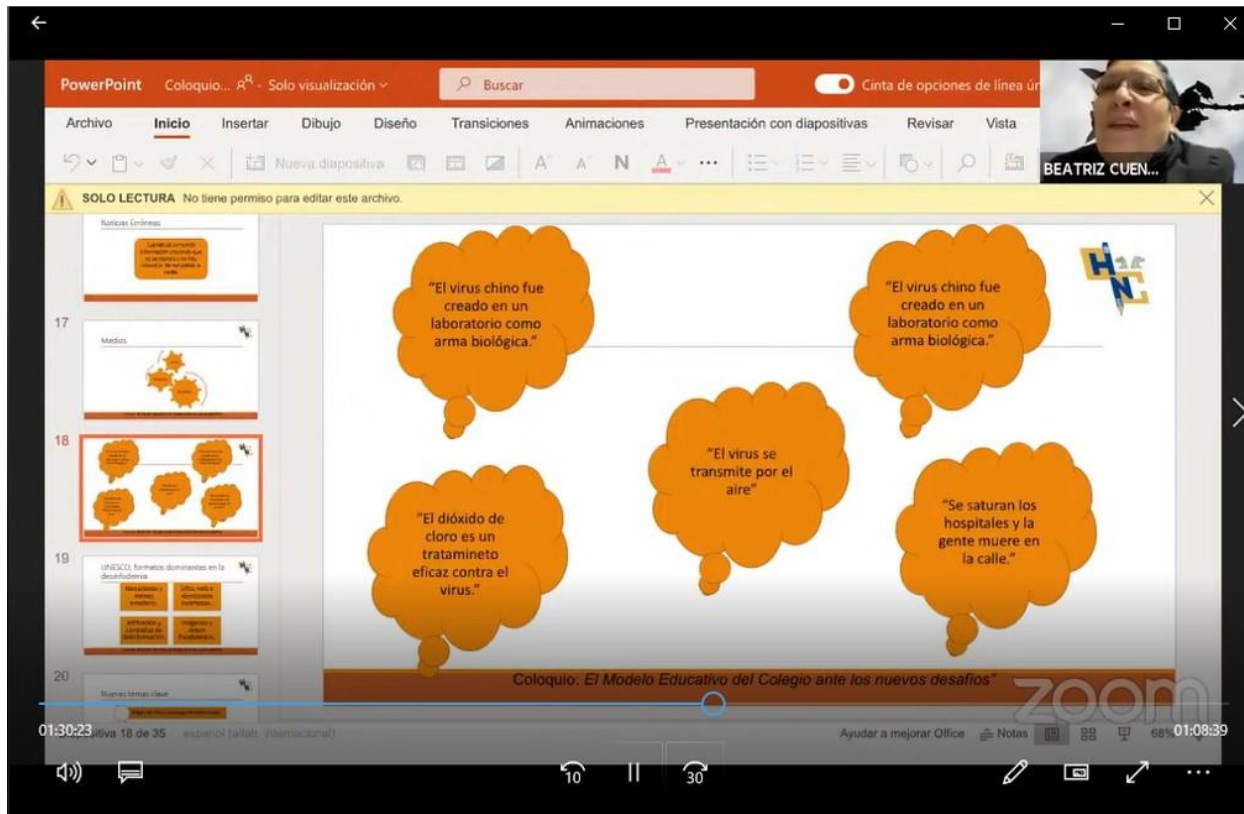 PowerPoint Coloquio... - Solo visualización
Buscar
Cinta de opciones de línea ún
Archivo Inicio Insertar Dibujo Diseño Transiciones Animaciones Presentación con diapositivas Revisar Vista
Nueva diapositiva
N A
BEATRIZ CUEN...
SOLO LECTURA No tiene permiso para editar este archivo.
Noticias Erróneas
17
Medios
18
19
UNESCO, formatos dominantes en la
desinfodemia
20
Nuevos temas clave
"El virus chino fue
creado en un
laboratorio como
arma biológica."
"El virus chino fue
creado en un
laboratorio como
arma biológica."
"El virus se
transmite por el
aire"
"El dióxido de
cloro es un
tratamineto
eficaz contra el
virus."
"Se saturan los
hospitales y la
gente muere en
la calle."
HNC
Coloquio: El Modelo Educativo del Colegio ante los nuevos desafíos"
zoom
01:30:23
01:08:39
sitiva 18 de 35
Ayudar a mejorar Office Notas 68%
10
30